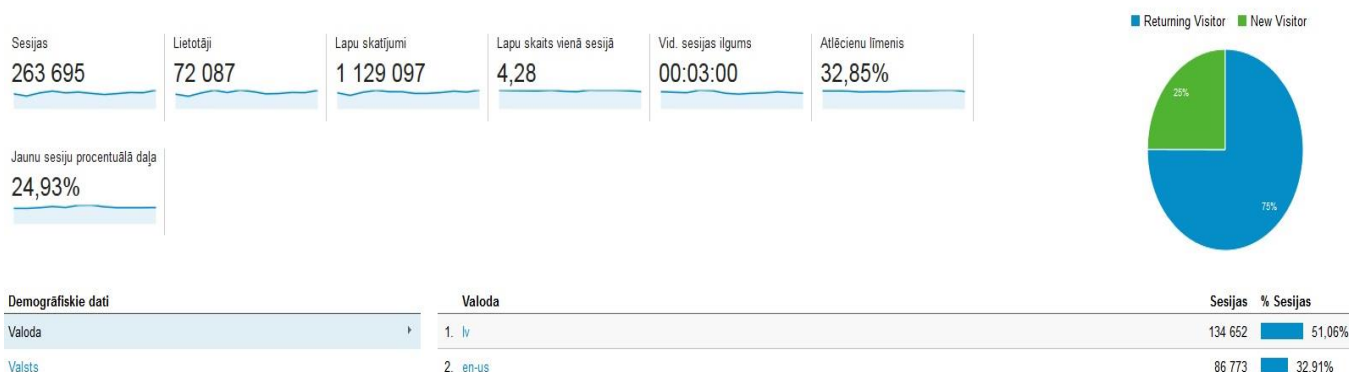 Returning Visitor New Visitor
Sesijas Lietotāji Lapu skatījumi Lapu skaits vienā sesijā Vid. sesijas ilgums Atlēcienu līmenis
263 695 72 087 1 129 097 4,28 00:03:00 32,85%
25%
Jaunu sesiju procentuālā daļa
24,93%
75%
Demogrāfiskie dati Valoda Sesijas % Sesijas
Valoda 1. lv 134 652 51,06%
Valsts 2. en-us 86 773 32,91%